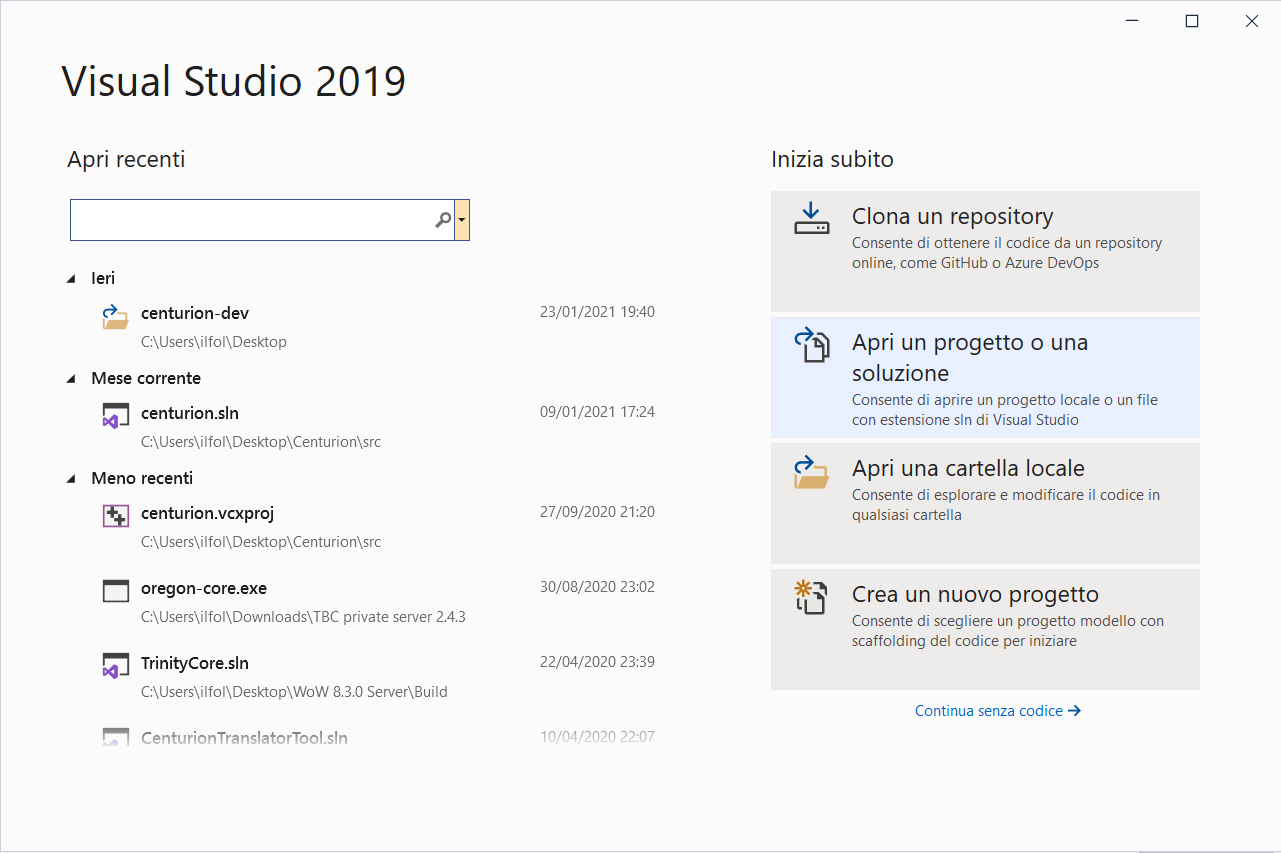 Visual Studio 2019
Apri recenti
Ieri
centurion-dev 23/01/2021 19:40
C:\Users\ilfol\Desktop
Mese corrente
centurion.sln 09/01/2021 17:24
C:\Users\ilfol\Desktop\Centurion\src
Meno recenti
centurion.vcxproj 27/09/2020 21:20
C:\Users\ilfol\Desktop\Centurion\src
oregon-core.exe 30/08/2020 23:02
C:\Users\ilfol\Downloads\TBC private server 2.4.3
TrinityCore.sln 22/04/2020 23:39
C:\Users\ilfol\Desktop\WoW 8.3.0 Server\Build
CenturionTranslatorTool.sln 10/04/2020 22:07
Inizia subito
Clona un repository
Consente di ottenere il codice da un repository
online, come GitHub o Azure DevOps
Apri un progetto o una
soluzione
Consente di aprire un progetto locale o un file
con estensione sln di Visual Studio
Apri una cartella locale
Consente di esplorare e modificare il codice in
qualsiasi cartella
Crea un nuovo progetto
Consente di scegliere un progetto modello con
scaffolding del codice per iniziare
Continua senza codice